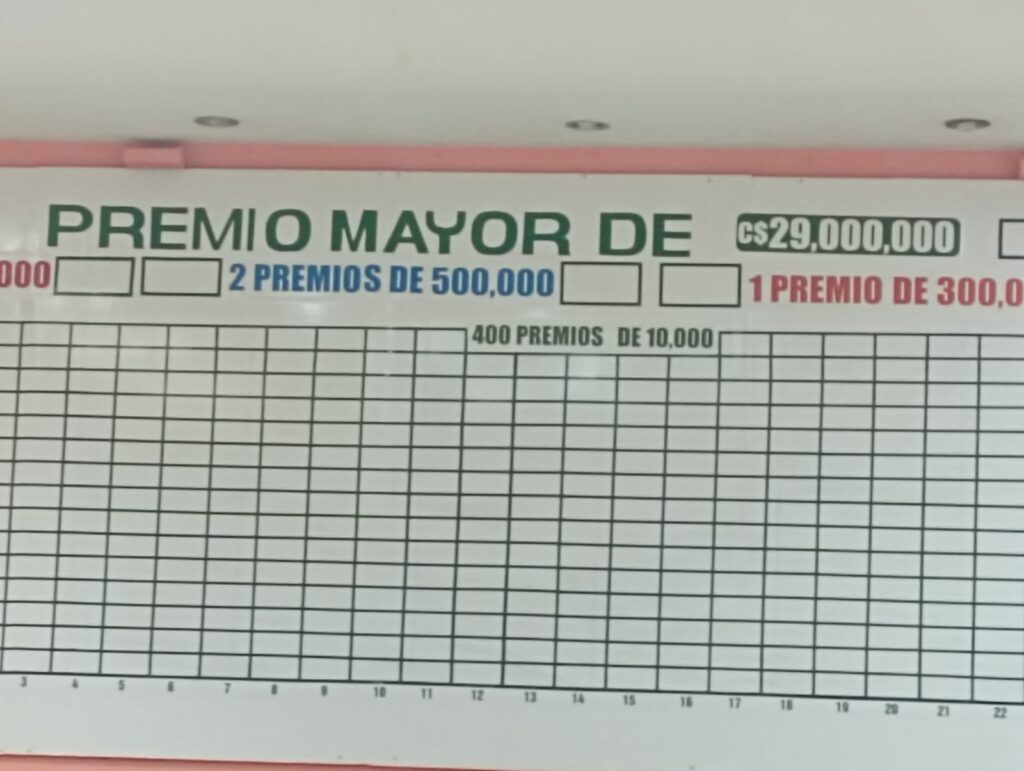 PREMIO MAYOR DE C$29,000,000
000 2 PREMIOS DE 500,000 1 PREMIO DE 300,0
400 PREMIOS DE 10,000
3 4 5 6 7 8 9 10 11 12 13 14 15 16 17 18 19 20 21 22